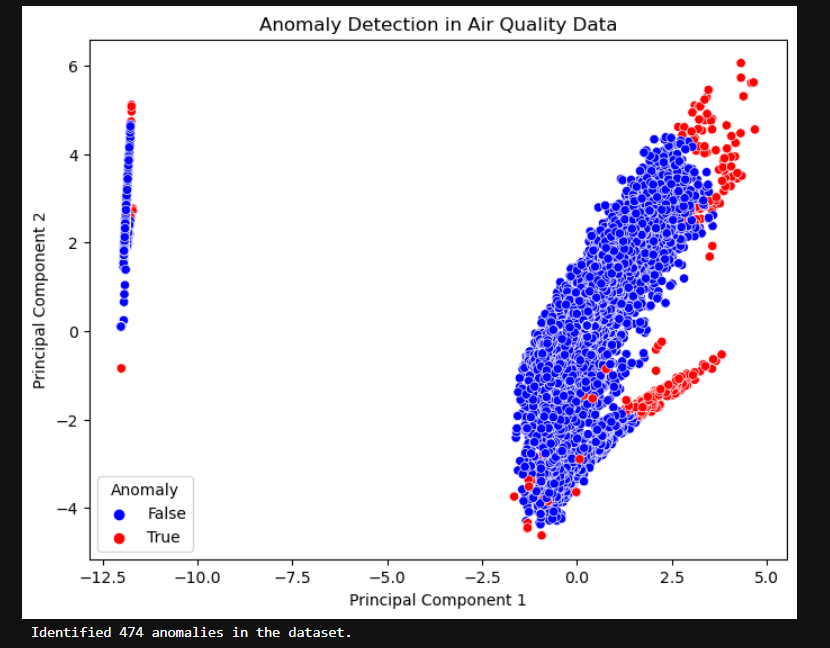 Anomaly Detection in Air Quality Data
6
4
2
0
−2
−4
Principal Component 2
Anomaly
False
True
−12.5 −10.0 −7.5 −5.0 −2.5 0.0 2.5 5.0
Principal Component 1
Identified 474 anomalies in the dataset.